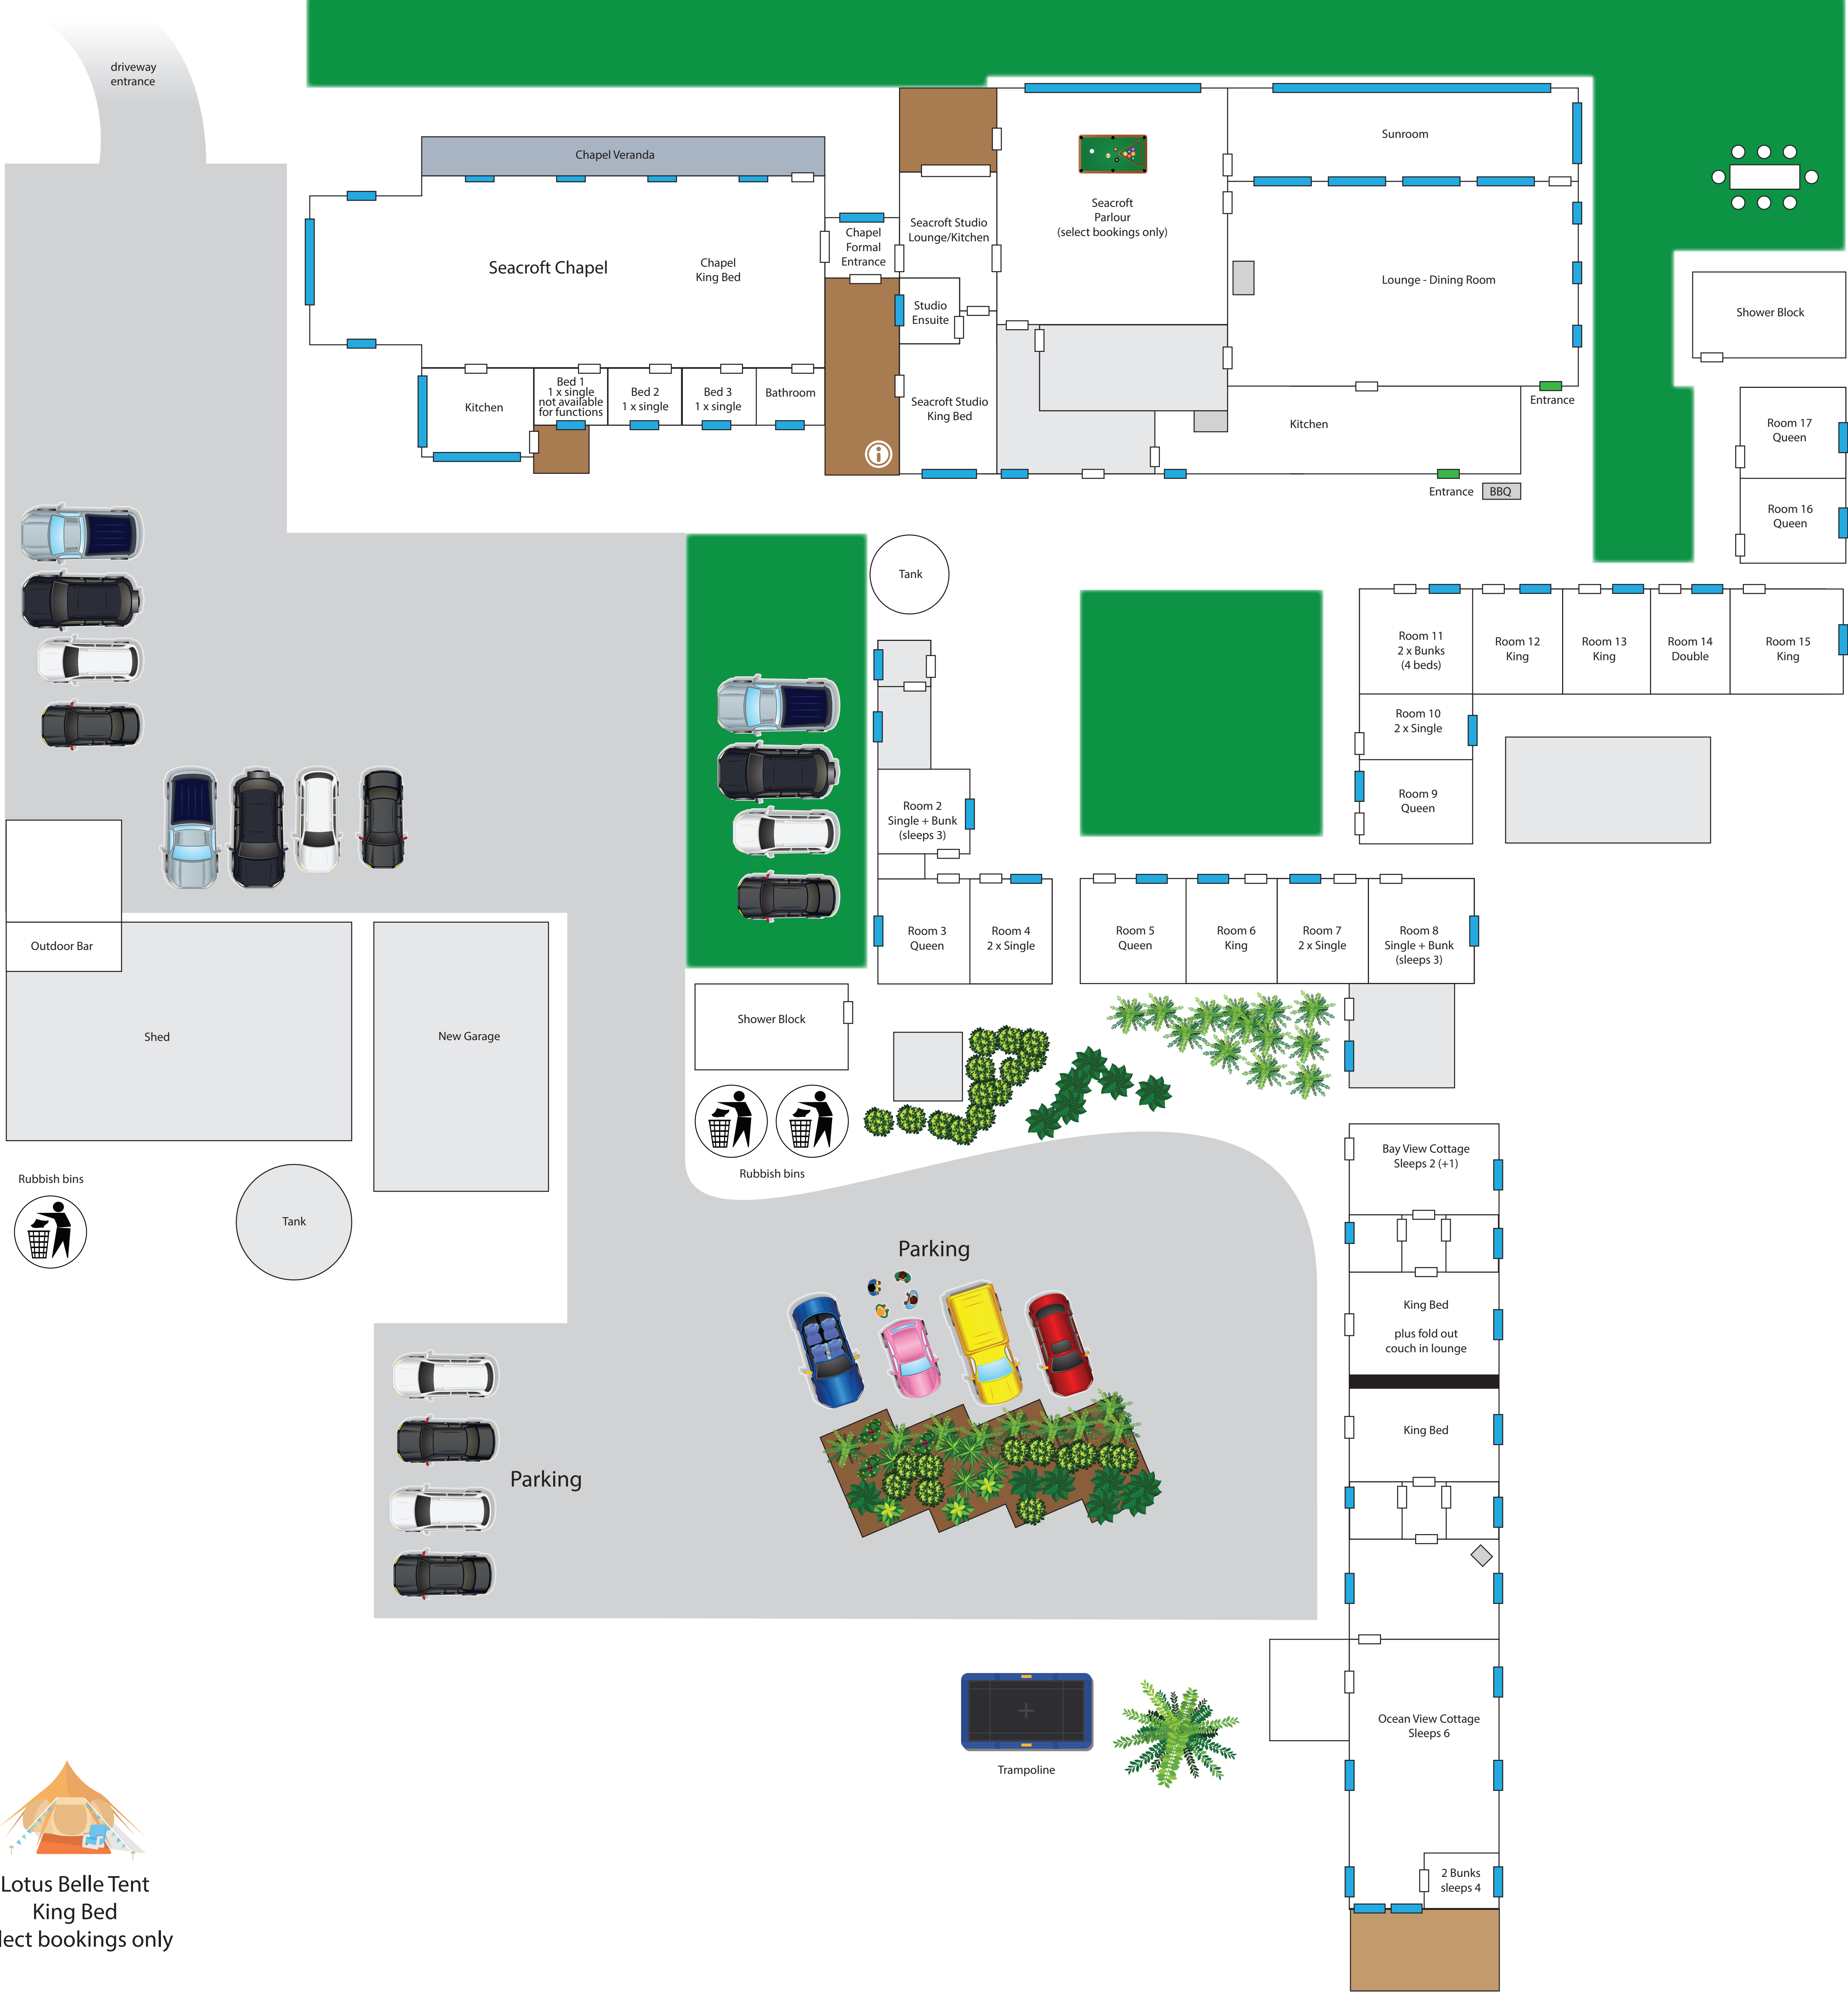 driveway
entrance
Chapel Veranda
Seacroft Chapel
Chapel
King Bed
Chapel
Formal
Entrance
Seacroft Studio
Lounge/Kitchen
Seacroft
Parlour
(select bookings only)
Sunroom
Lounge - Dining Room
Studio
Ensuite
Seacroft Studio
King Bed
Kitchen
Bed 1
1 x single
not available
for functions
Bed 2
1 x single
Bed 3
1 x single
Bathroom
i
Kitchen
Entrance
Entrance
BBQ
Shower Block
Room 17
Queen
Room 16
Queen
Tank
Room 11
2 x Bunks
(4 beds)
Room 12
King
Room 13
King
Room 14
Double
Room 15
King
Room 10
2 x Single
Room 9
Queen
Room 2
Single + Bunk
(sleeps 3)
Room 3
Queen
Room 4
2 x Single
Room 5
Queen
Room 6
King
Room 7
2 x Single
Room 8
Single + Bunk
(sleeps 3)
Outdoor Bar
Shed
New Garage
Shower Block
Rubbish bins
Rubbish bins
Tank
Bay View Cottage
Sleeps 2 (+1)
King Bed
plus fold out
couch in lounge
King Bed
Parking
Parking
Ocean View Cottage
Sleeps 6
2 Bunks
sleeps 4
Trampoline
Lotus Belle Tent
King Bed
lect bookings only